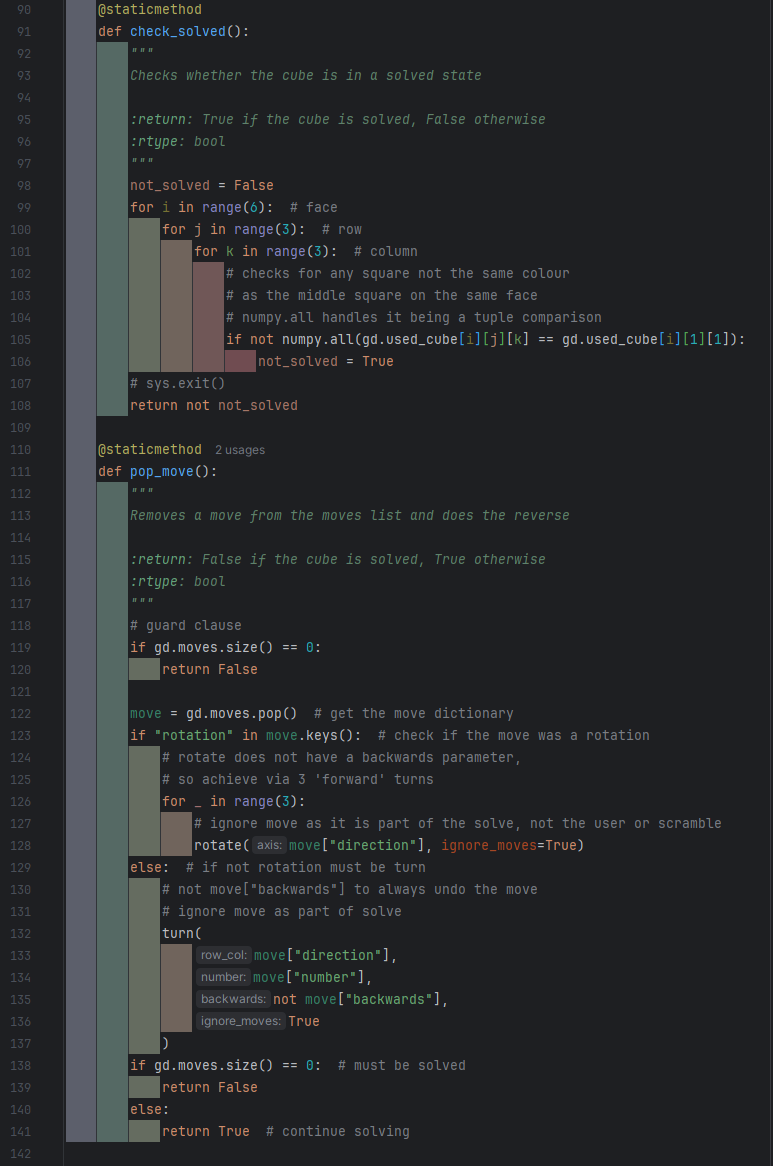 90 @staticmethod
91 def check_solved():
92 """
93 Checks whether the cube is in a solved state
94
95 :return: True if the cube is solved, False otherwise
96 :rtype: bool
97 """
98 not_solved = False
99 for i in range(6):  # face
100 for j in range(3):  # row
101 for k in range(3):  # column
102 # checks for any square not the same colour
103 # as the middle square on the same face
104 # numpy.all handles it being a tuple comparison
105 if not numpy.all(gd.used_cube[i][j][k] == gd.used_cube[i][1][1]):
106 not_solved = True
107 # sys.exit()
108 return not not_solved
109
110 @staticmethod  2 usages
111 def pop_move():
112 """
113 Removes a move from the moves list and does the reverse
114
115 :return: False if the cube is solved, True otherwise
116 :rtype: bool
117 """
118 # guard clause
119 if gd.moves.size() == 0:
120 return False
121
122 move = gd.moves.pop()  # get the move dictionary
123 if "rotation" in move.keys():  # check if the move was a rotation
124 # rotate does not have a backwards parameter,
125 # so achieve via 3 'forward' turns
126 for _ in range(3):
127 # ignore move as it is part of the solve, not the user or scramble
128 rotate( axis: move["direction"], ignore_moves=True)
129 else:  # if not rotation must be turn
130 # not move["backwards"] to always undo the move
131 # ignore move as part of solve
132 turn(
133 row_col: move["direction"],
134 number: move["number"],
135 backwards: not move["backwards"],
136 ignore_moves: True
137 )
138 if gd.moves.size() == 0:  # must be solved
139 return False
140 else:
141 return True  # continue solving
142